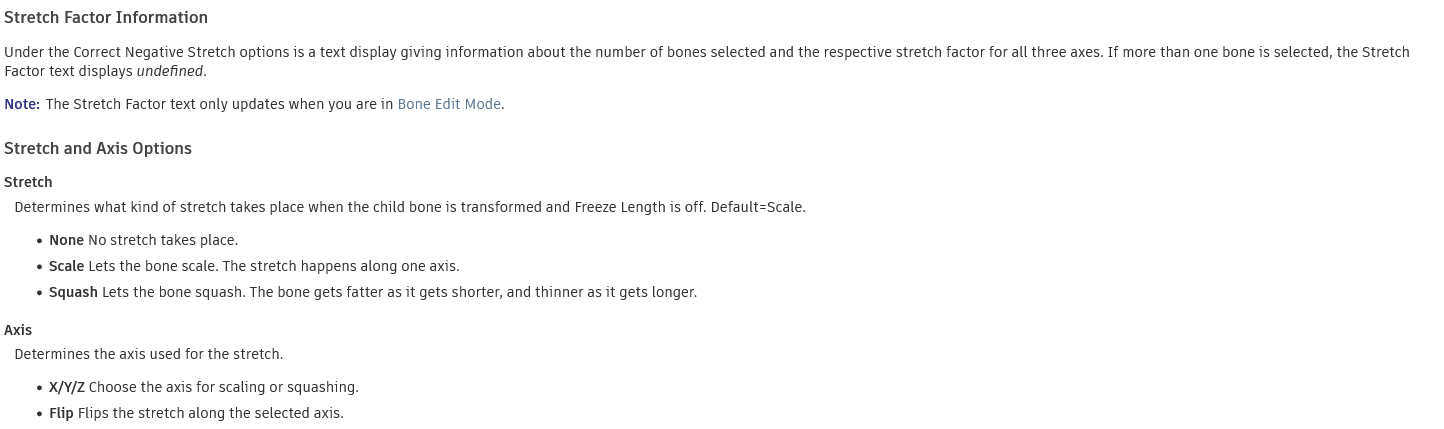 Stretch Factor Information
Under the Correct Negative Stretch options is a text display giving information about the number of bones selected and the respective stretch factor for all three axes. If more than one bone is selected, the Stretch
Factor text displays undefined.
Note: The Stretch Factor text only updates when you are in Bone Edit Mode.
Stretch and Axis Options
Stretch
Determines what kind of stretch takes place when the child bone is transformed and Freeze Length is off. Default=Scale.
• None No stretch takes place.
• Scale Lets the bone scale. The stretch happens along one axis.
• Squash Lets the bone squash. The bone gets fatter as it gets shorter, and thinner as it gets longer.
Axis
Determines the axis used for the stretch.
• X/Y/Z Choose the axis for scaling or squashing.
• Flip Flips the stretch along the selected axis.